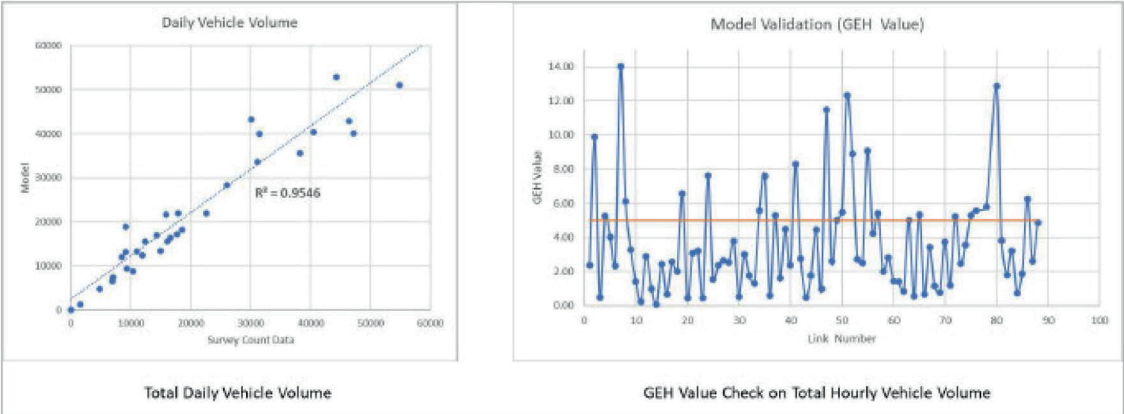 Daily Vehicle Volume
60000
50000
40000
30000
20000
10000
0
Model
R² = 0.9546
0 10000 20000 30000 40000 50000 60000
Survey Count Data
Total Daily Vehicle Volume
Model Validation (GEH Value)
14.00
12.00
10.00
8.00
6.00
4.00
2.00
0.00
GEH Value
0 10 20 30 40 50 60 70 80 90 100
Link Number
GEH Value Check on Total Hourly Vehicle Volume